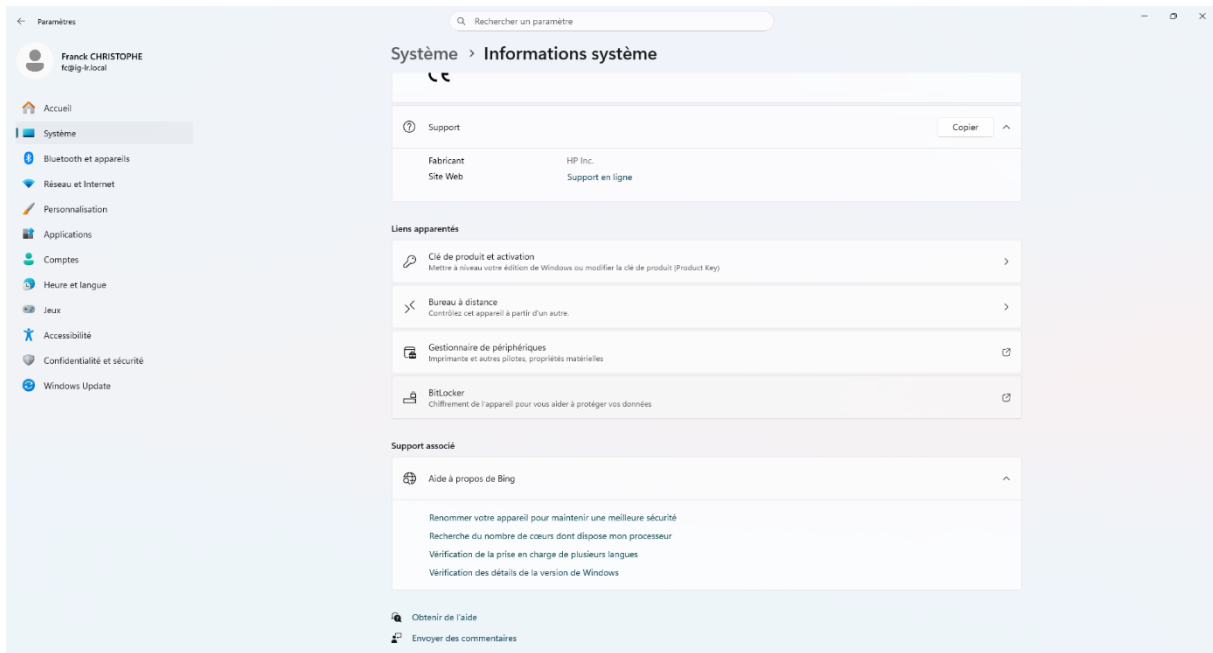 Paramètres
Rechercher un paramètre
Franck CHRISTOPHE
fc@ig-lr.local
Accueil
Système
Bluetooth et appareils
Réseau et Internet
Personnalisation
Applications
Comptes
Heure et langue
Jeux
Accessibilité
Confidentialité et sécurité
Windows Update
Système > Informations système
Support
Copier
Fabricant HP Inc.
Site Web Support en ligne
Liens apparentés
Clé de produit et activation
Mettre à niveau votre édition de Windows ou modifier la clé de produit (Product Key)
Bureau à distance
Contrôlez cet appareil à partir d'un autre.
Gestionnaire de périphériques
Imprimante et autres pilotes, propriétés matérielles
BitLocker
Chiffrement de l'appareil pour vous aider à protéger vos données
Support associé
Aide à propos de Bing
Renommer votre appareil pour maintenir une meilleure sécurité
Recherche du nombre de cœurs dont dispose mon processeur
Vérification de la prise en charge de plusieurs langues
Vérification des détails de la version de Windows
Obtenir de l'aide
Envoyer des commentaires